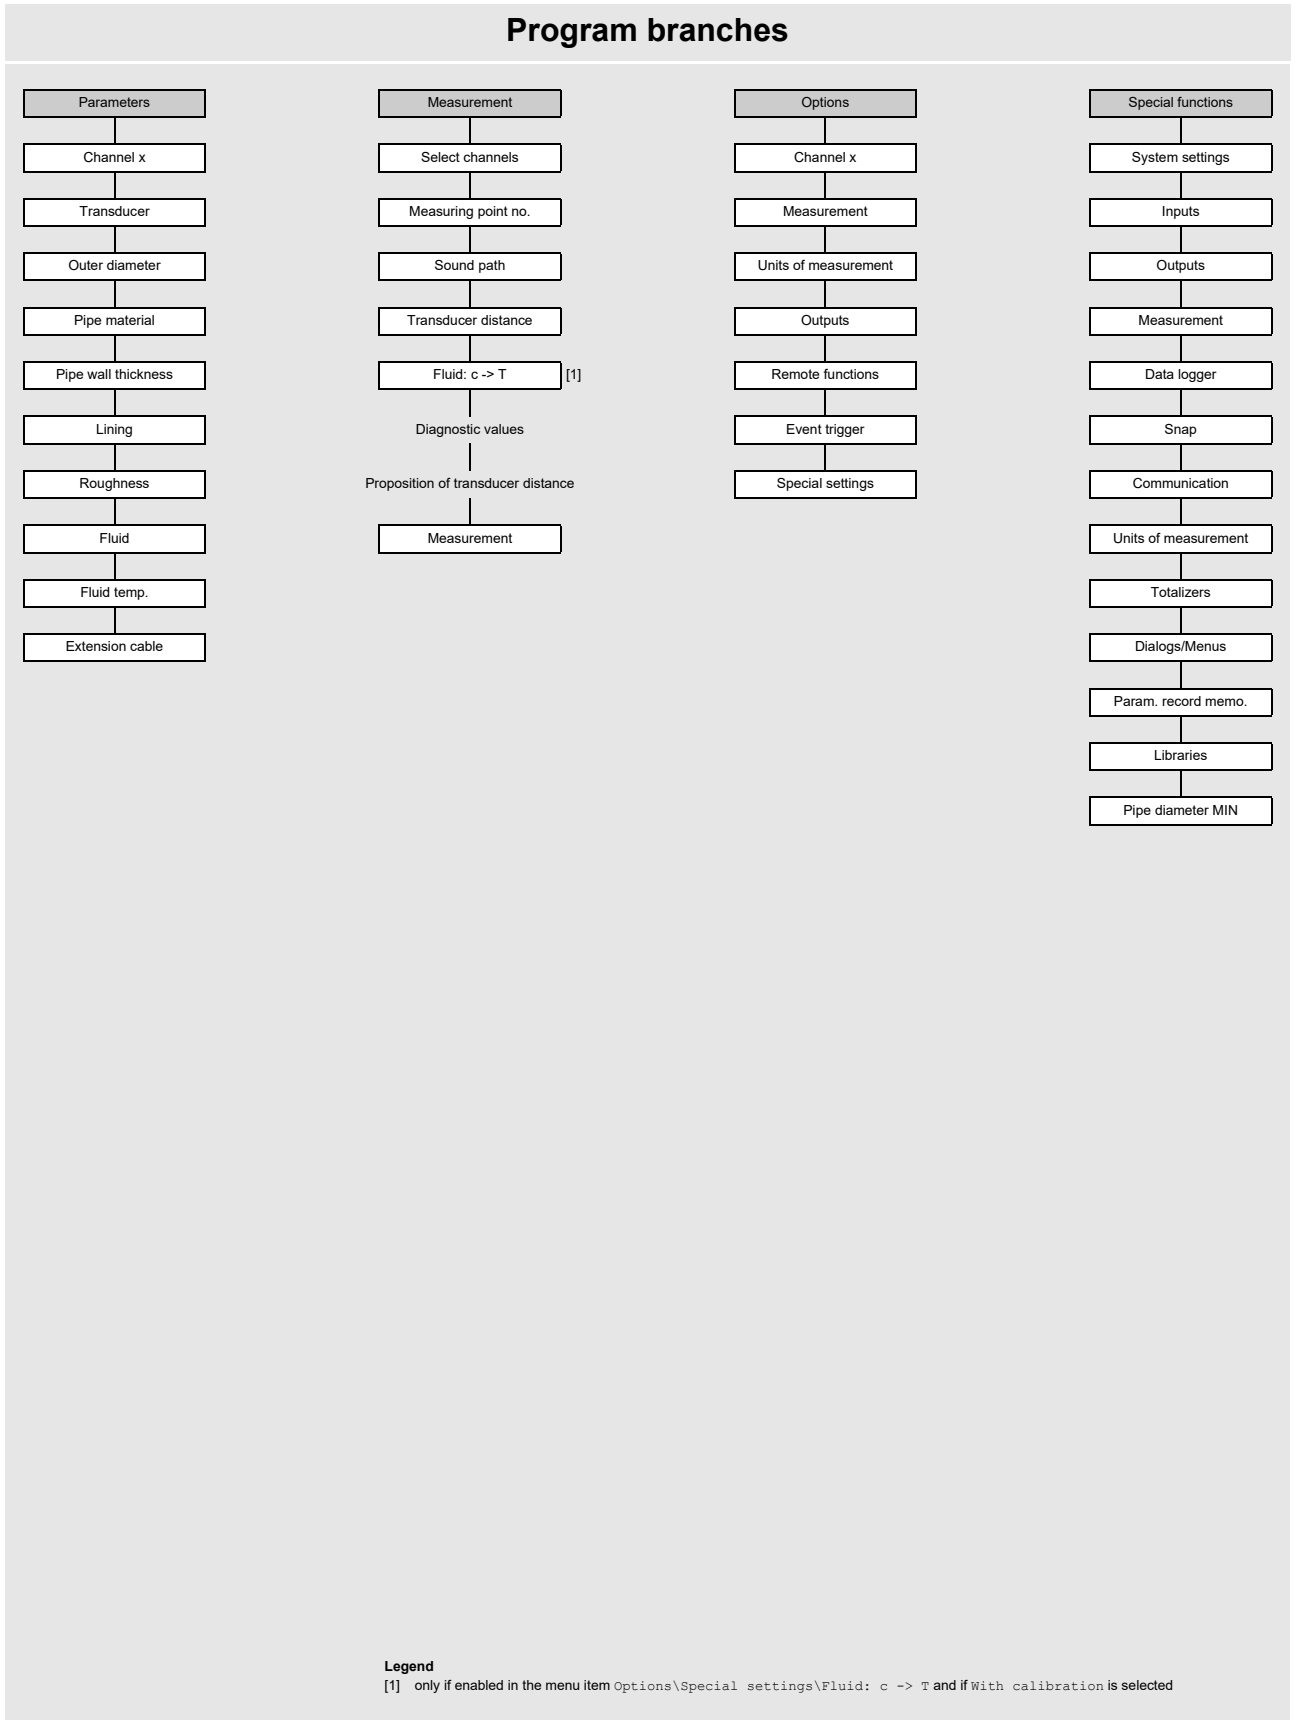 Program branches
Parameters
Channel x
Transducer
Outer diameter
Pipe material
Pipe wall thickness
Lining
Roughness
Fluid
Fluid temp.
Extension cable
Measurement
Select channels
Measuring point no.
Sound path
Transducer distance
Fluid: c -> T [1]
Diagnostic values
Proposition of transducer distance
Measurement
Options
Channel x
Measurement
Units of measurement
Outputs
Remote functions
Event trigger
Special settings
Special functions
System settings
Inputs
Outputs
Measurement
Data logger
Snap
Communication
Units of measurement
Totalizers
Dialogs/Menus
Param. record memo.
Libraries
Pipe diameter MIN
Legend
[1] only if enabled in the menu item Options\Special settings\Fluid: c -> T and if With calibration is selected